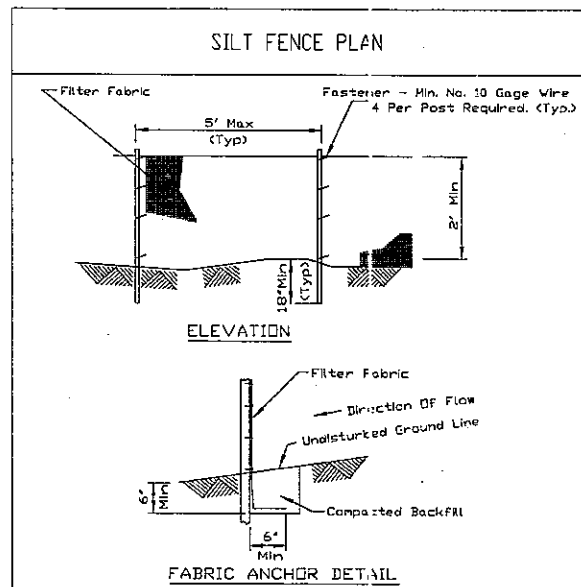 SILT FENCE PLAN
Filter Fabric
Fastener - Min. No. 10 Gage Wire
4 Per Post Required. (Typ.)
5' Max
(Typ)
2' Min
18" Min
(Typ)
ELEVATION
Filter Fabric
Direction Of Flow
Undisturbed Ground Line
6"
Min
Compacted Backfill
6"
Min
FABRIC ANCHOR DETAIL